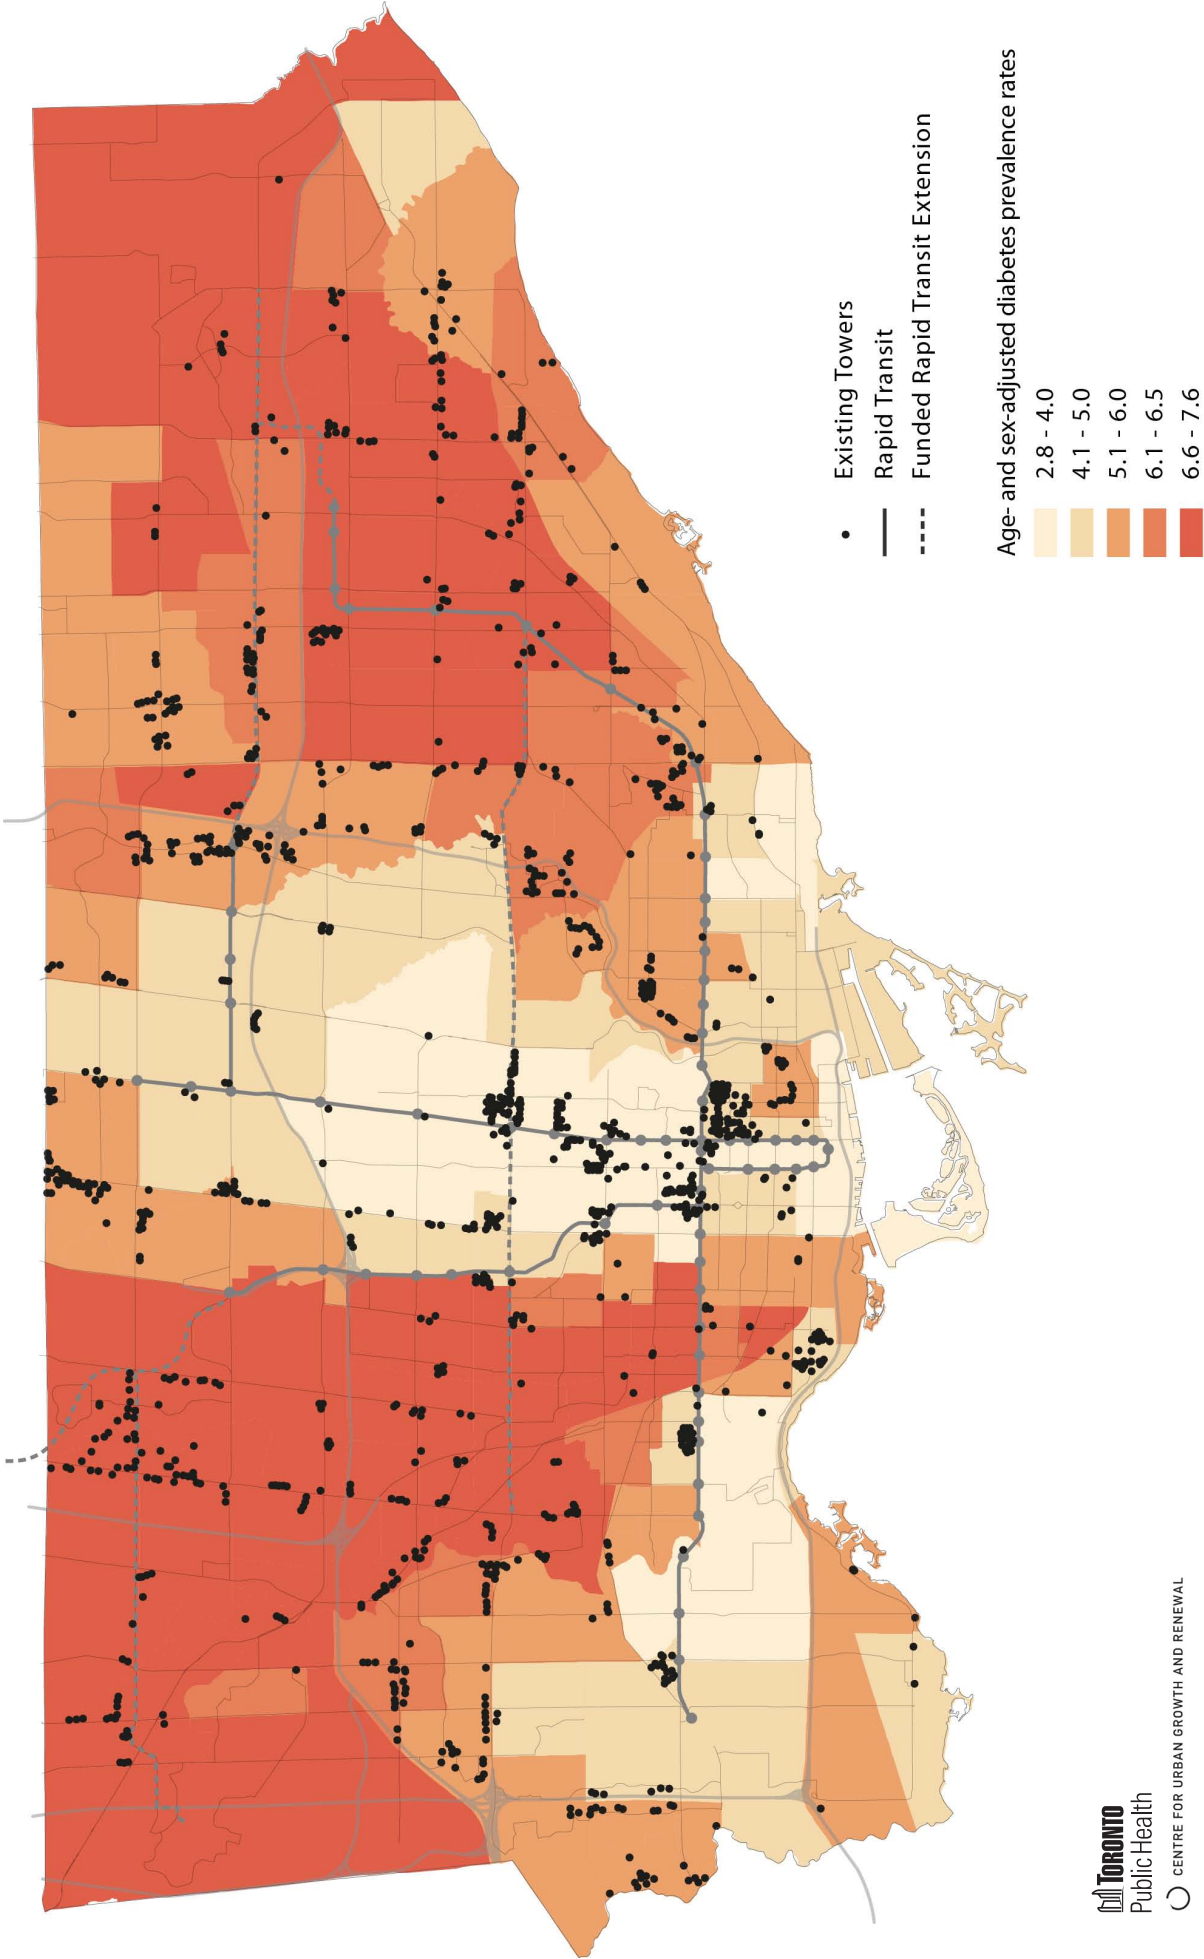 Existing Towers
Rapid Transit
Funded Rapid Transit Extension
Age- and sex-adjusted diabetes prevalence rates
2.8 - 4.0
4.1 - 5.0
5.1 - 6.0
6.1 - 6.5
6.6 - 7.6
TORONTO
Public Health
CENTRE FOR URBAN GROWTH AND RENEWAL